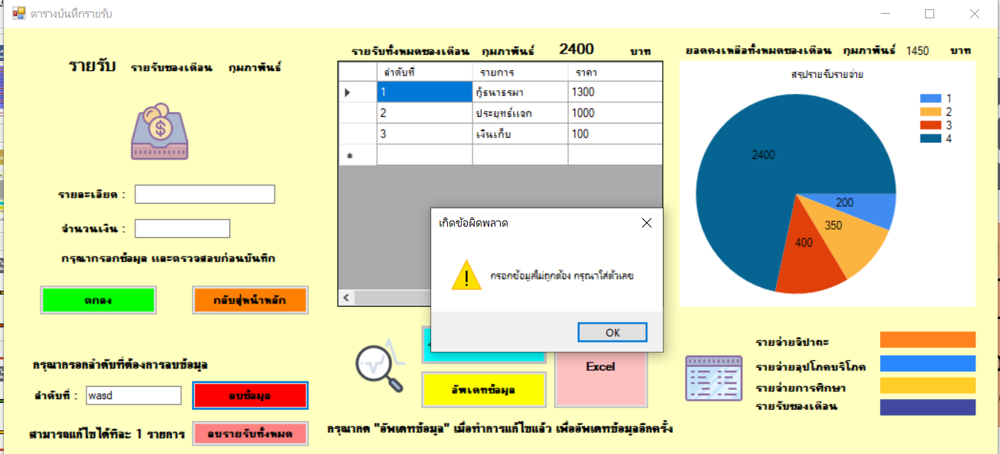 ตารางบันทึกรายรับ
รายรับ รายรับของเดือน กุมภาพันธ์
รายละเอียด :
จำนวนเงิน :
กรุณากรอกข้อมูล และตรวจสอบก่อนบันทึก
ตกลง กลับสู่หน้าหลัก
กรุณากรอกลำดับที่ต้องการลบข้อมูล
ลำดับที่ : wasd ลบข้อมูล
สามารถแก้ไขได้ทีละ 1 รายการ ลบรายรับทั้งหมด
รายรับทั้งหมดของเดือน กุมภาพันธ์ 2400 บาท
ลำดับที่ รายการ ราคา
1 กู้ธนาธรมา 1300
2 ประยุทธ์แจก 1000
3 เงินเก็บ 100
เกิดข้อผิดพลาด
กรอกข้อมูลไม่ถูกต้อง กรุณาใส่ตัวเลข
OK
Excel
อัพเดทข้อมูล
กรุณากด "อัพเดทข้อมูล" เมื่อทำการแก้ไขแล้ว เพื่ออัพเดทข้อมูลอีกครั้ง
ยอดคงเหลือทั้งหมดของเดือน กุมภาพันธ์ 1450 บาท
สรุปรายรับรายจ่าย
1
2
3
4
2400
200
350
400
รายจ่ายจิปาถะ
รายจ่ายอุปโภคบริโภค
รายจ่ายการศึกษา
รายรับของเดือน